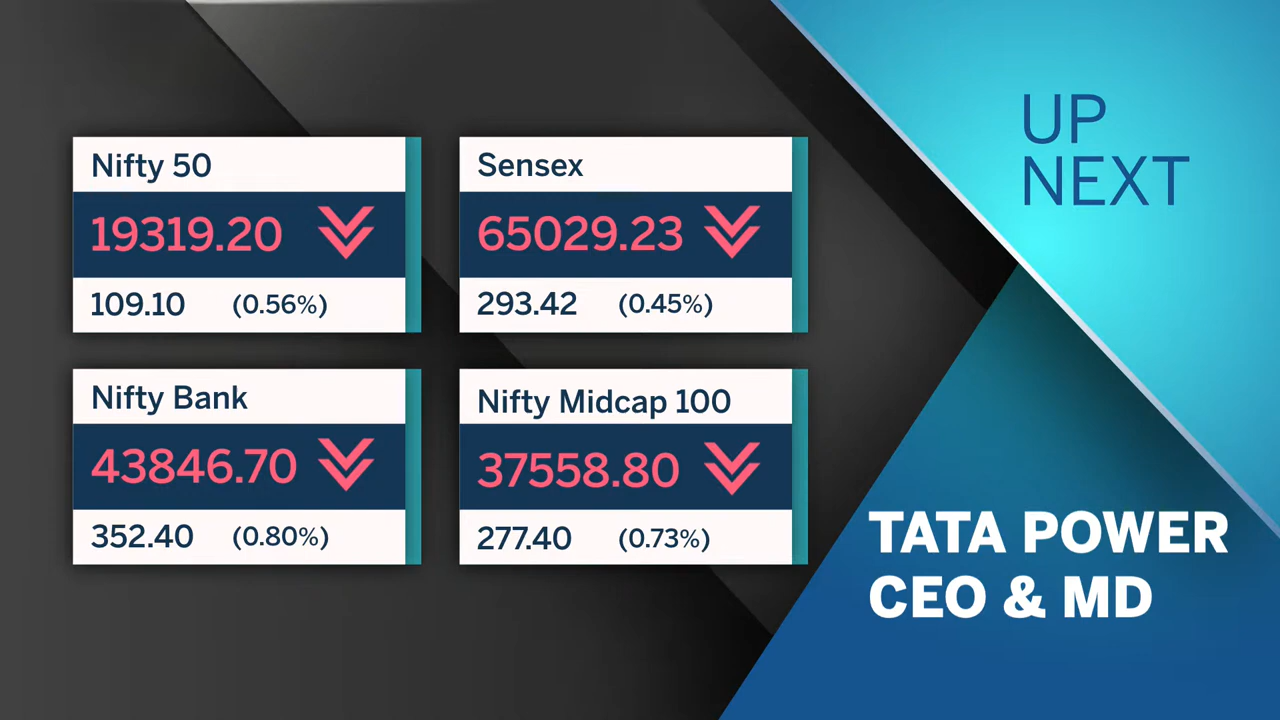 Nifty 50
19319.20
109.10 (0.56%)
Sensex
65029.23
293.42 (0.45%)
Nifty Bank
43846.70
352.40 (0.80%)
Nifty Midcap 100
37558.80
277.40 (0.73%)
UP
NEXT
TATA POWER
CEO & MD